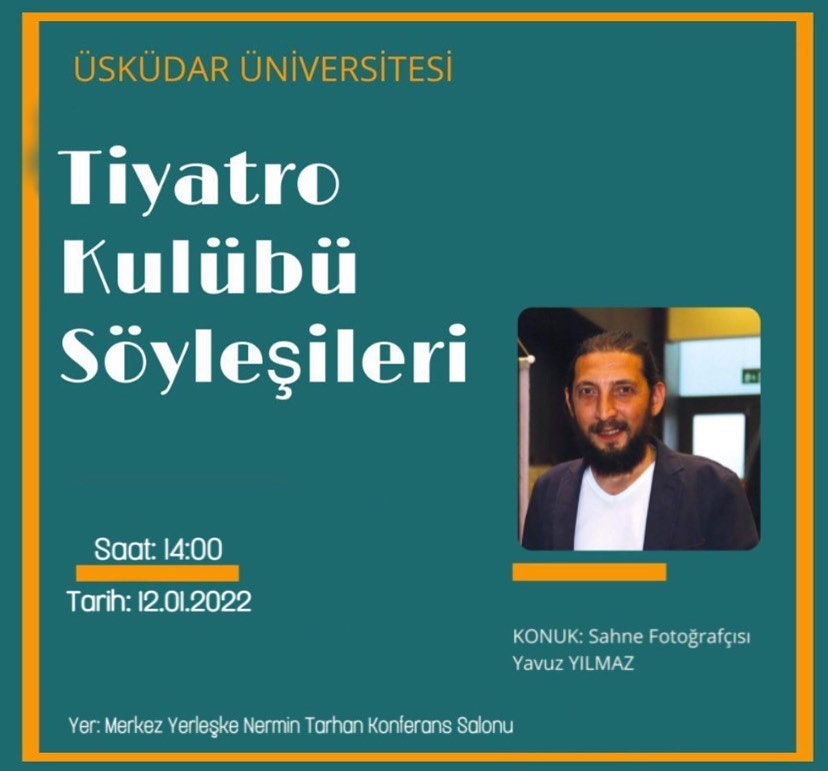 ÜSKÜDAR ÜNİVERSİTESİ
Tiyatro
Kulübü
Söyleşileri
Saat: 14:00
Tarih: 12.01.2022
KONUK: Sahne Fotoğrafçısı
Yavuz YILMAZ
Yer: Merkez Yerleşke Nermin Tarhan Konferans Salonu